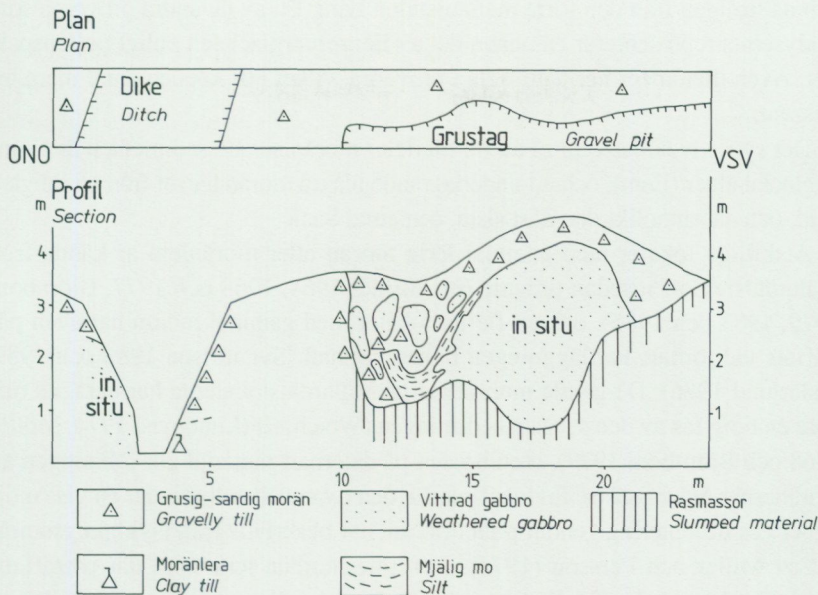 Plan
Plan
Dike
Ditch
Grustag Gravel pit
ONO VSV
Profil
Section
m m
4 4
3 3
2 2
1 1
in situ
in
situ
5 10 15 20 m
Grusig-sandig morän
Gravelly till
Vittrad gabbro
Weathered gabbro
Rasmassor
Slumped material
Moränlera
Clay till
Mjälig mo
Silt